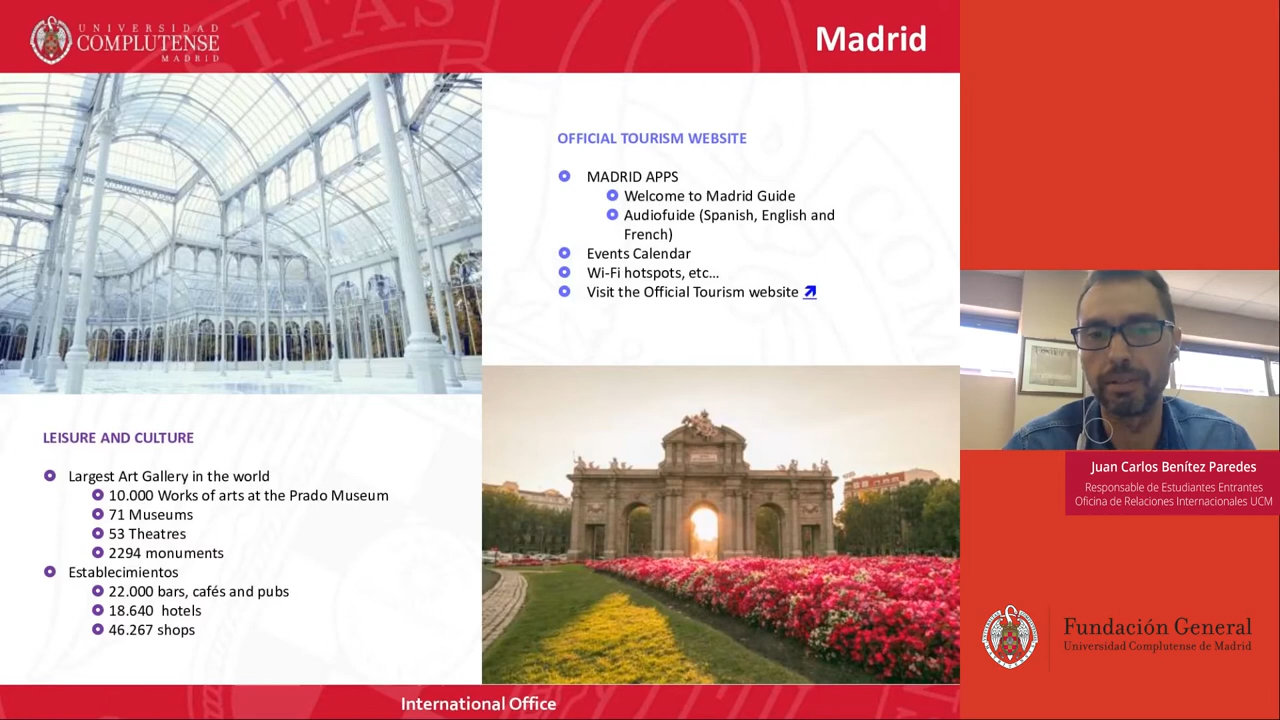 UNIVERSIDAD
COMPLUTENSE
MADRID
Madrid
OFFICIAL TOURISM WEBSITE
MADRID APPS
Welcome to Madrid Guide
Audiofuide (Spanish, English and
French)
Events Calendar
Wi-Fi hotspots, etc...
Visit the Official Tourism website
LEISURE AND CULTURE
Largest Art Gallery in the world
10.000 Works of arts at the Prado Museum
71 Museums
53 Theatres
2294 monuments
Establecimientos
22.000 bars, cafés and pubs
18.640 hotels
46.267 shops
International Office
Juan Carlos Benítez Paredes
Responsable de Estudiantes Entrantes
Oficina de Relaciones Internacionales UCM
Fundación General
Universidad Complutense de Madrid